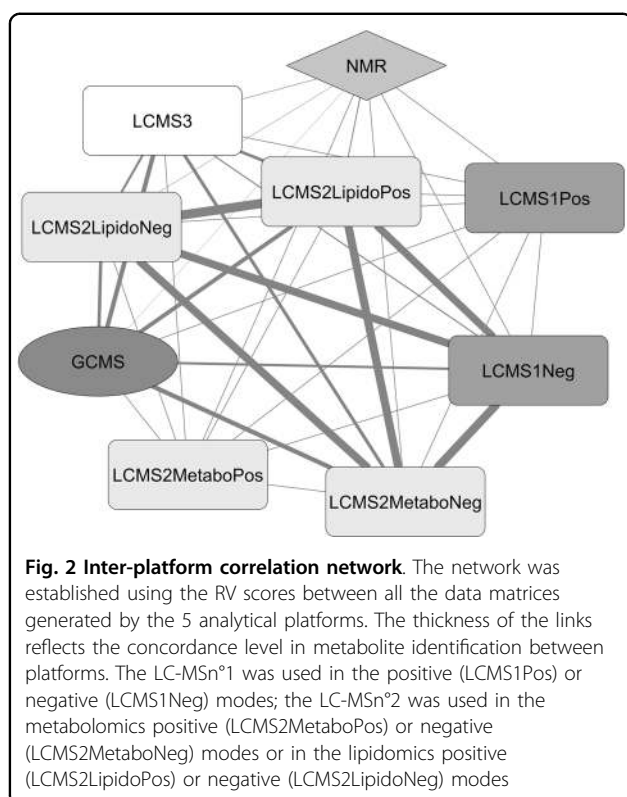 NMR
LCMS3
LCMS2LipidoPos
LCMS1Pos
LCMS2LipidoNeg
GCMS
LCMS1Neg
LCMS2MetaboPos
LCMS2MetaboNeg
Fig. 2 Inter-platform correlation network. The network was
established using the RV scores between all the data matrices
generated by the 5 analytical platforms. The thickness of the links
reflects the concordance level in metabolite identification between
platforms. The LC-MSn°1 was used in the positive (LCMS1Pos) or
negative (LCMS1Neg) modes; the LC-MSn°2 was used in the
metabolomics positive (LCMS2MetaboPos) or negative
(LCMS2MetaboNeg) modes or in the lipidomics positive
(LCMS2LipidoPos) or negative (LCMS2LipidoNeg) modes